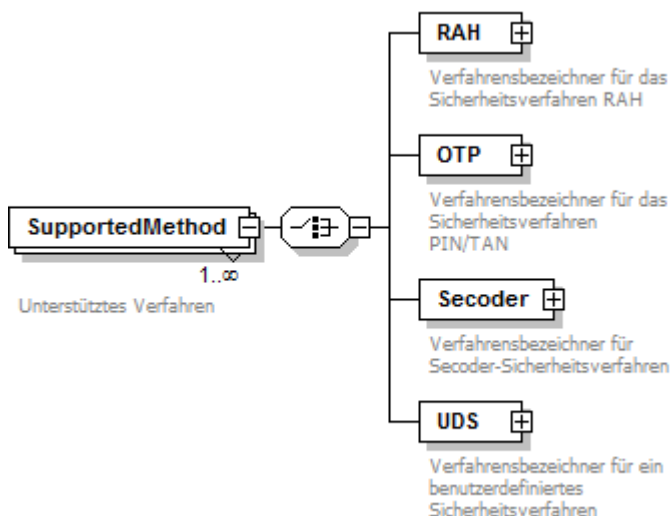 RAH
Verfahrensbezeichner für das
Sicherheitsverfahren RAH
OTP
Verfahrensbezeichner für das
Sicherheitsverfahren
PIN/TAN
SupportedMethod
1..∞
Unterstütztes Verfahren
Secoder
Verfahrensbezeichner für
Secoder-Sicherheitsverfahren
UDS
Verfahrensbezeichner für ein
benutzerdefiniertes
Sicherheitsverfahren